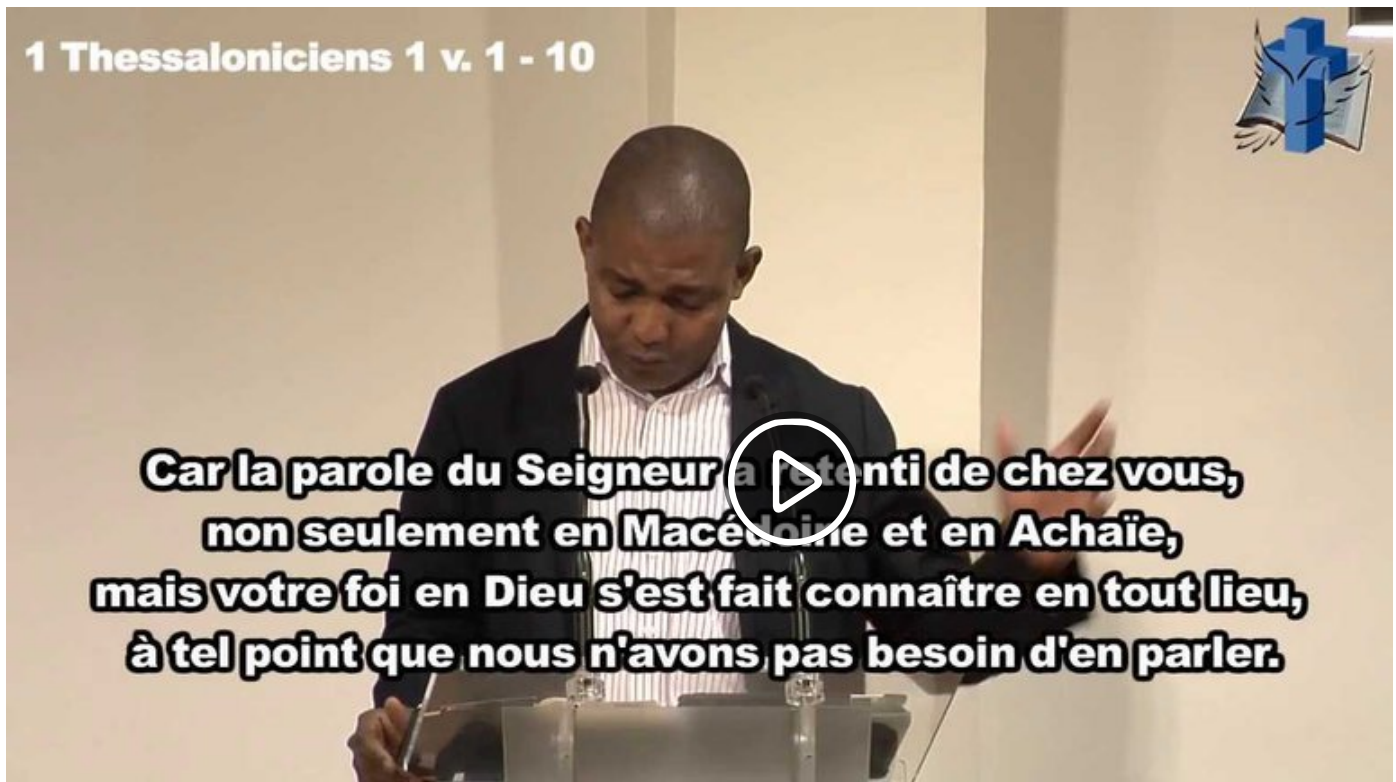 1 Thessaloniciens 1 v. 1 - 10
Car la parole du Seigneur a retenti de chez vous,
non seulement en Macédoine et en Achaïe,
mais votre foi en Dieu s'est fait connaître en tout lieu,
à tel point que nous n'avons pas besoin d'en parler.